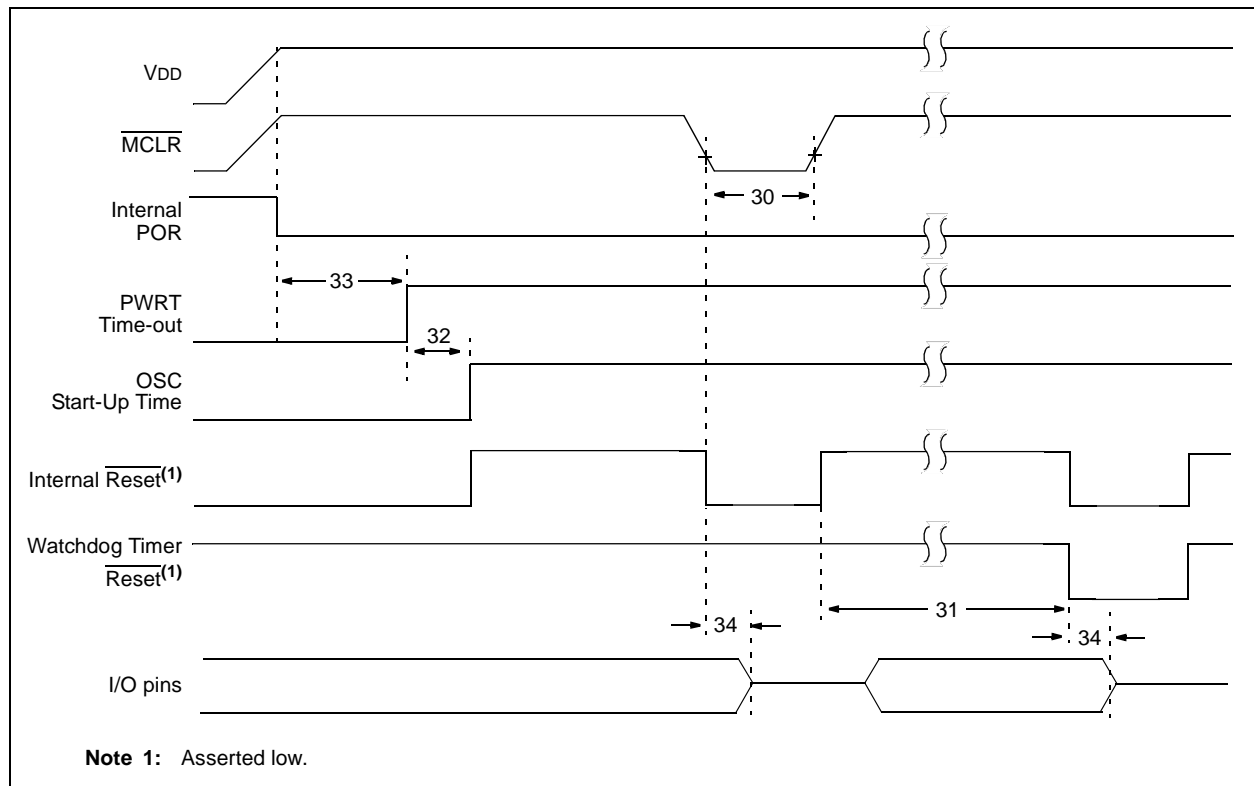 VDD
MCLR
30
Internal
POR
33
PWRT
Time-out
32
OSC
Start-Up Time
Internal Reset(1)
Watchdog Timer
Reset(1)
31
34
34
I/O pins
Note 1: Asserted low.